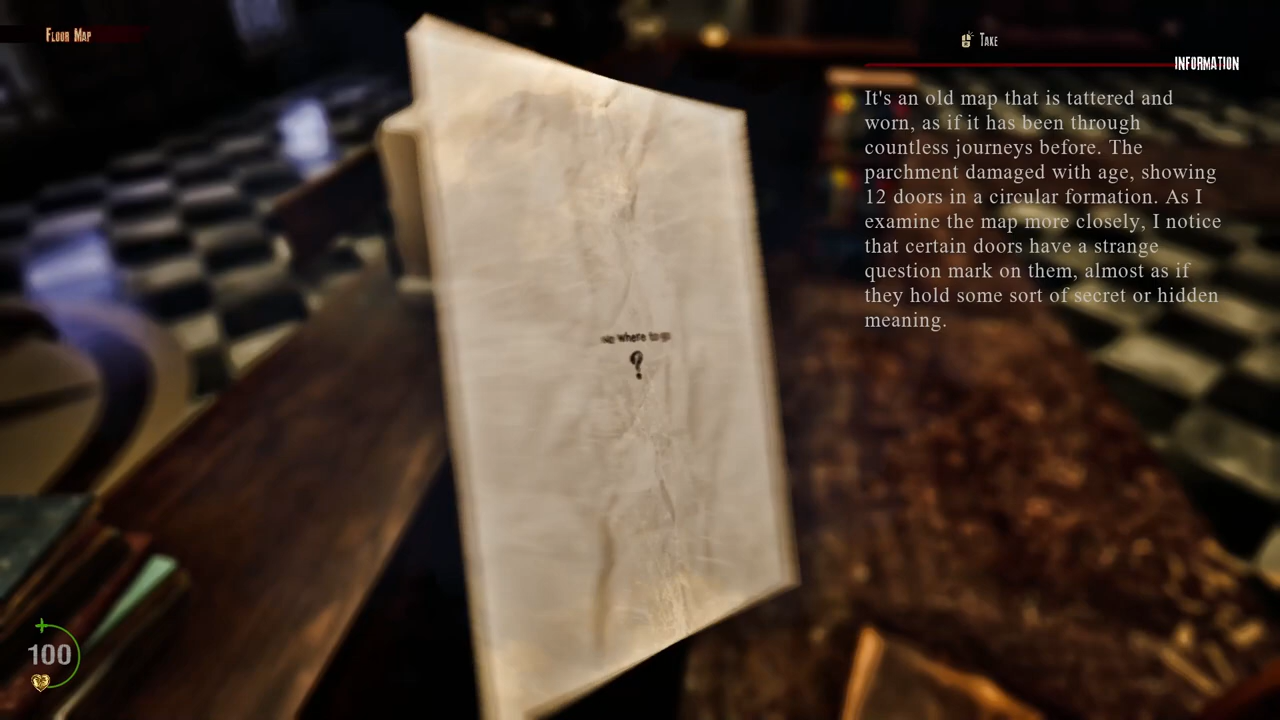 Floor Map
Take
INFORMATION
It's an old map that is tattered and
worn, as if it has been through
countless journeys before. The
parchment damaged with age, showing
12 doors in a circular formation. As I
examine the map more closely, I notice
that certain doors have a strange
question mark on them, almost as if
they hold some sort of secret or hidden
meaning.
where to go
?
100